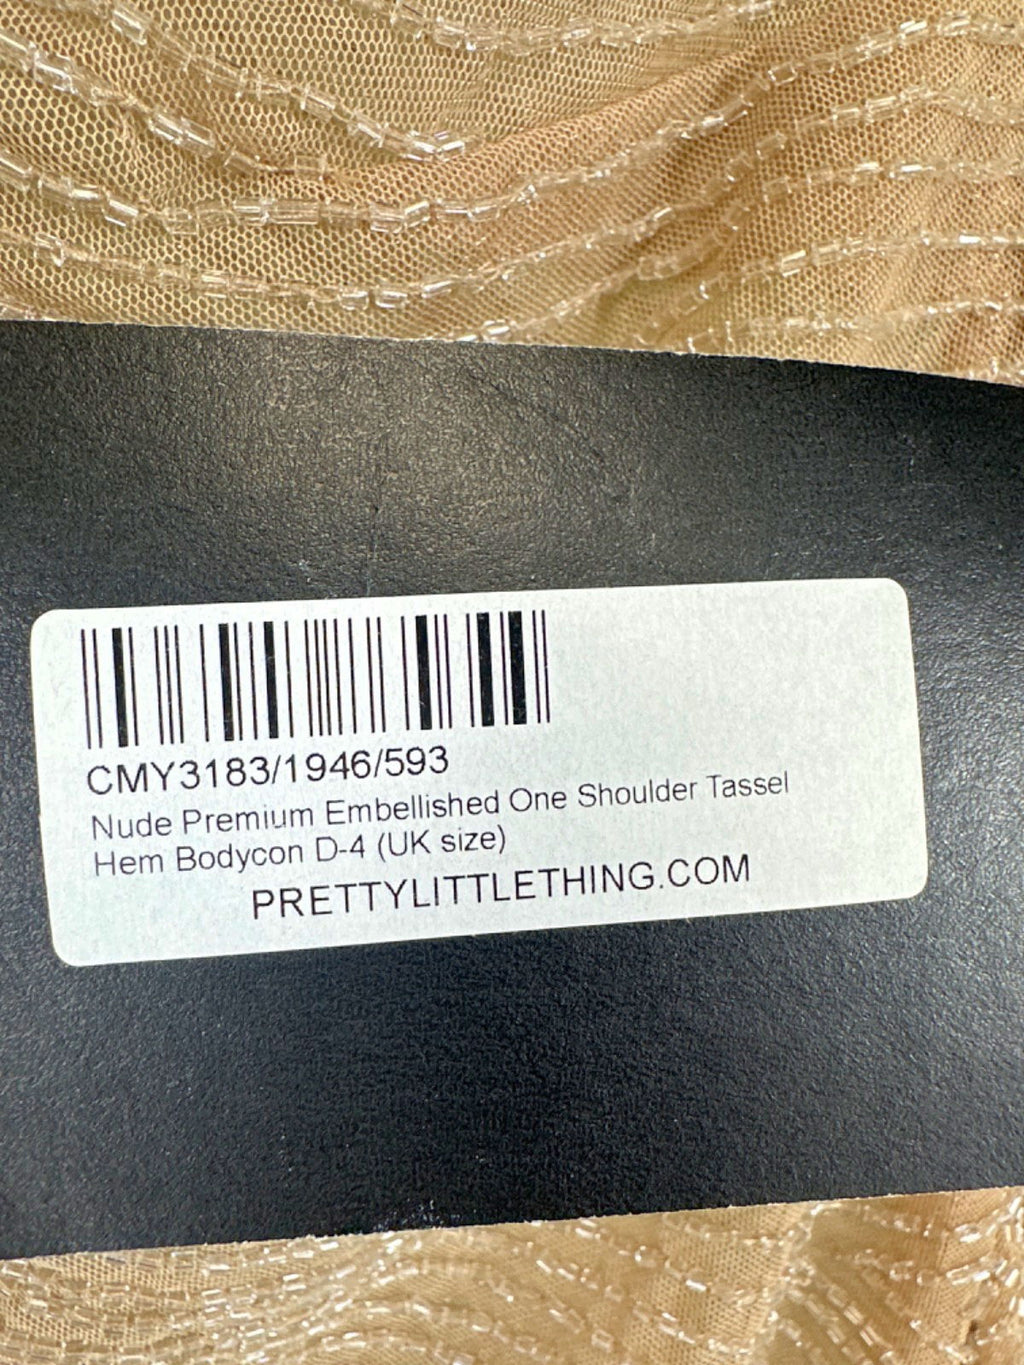 CMY3183/1946/593
Nude Premium Embellished One Shoulder Tassel
Hem Bodycon D-4 (UK size)
PRETTYLITTLETHING.COM